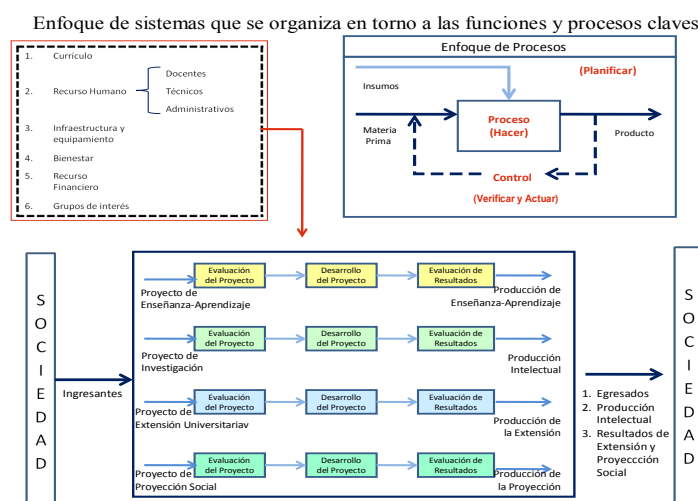 Enfoque de sistemas que se organiza en torno a las funciones y procesos claves
1. Currículo
2. Recurso Humano
Docentes
Técnicos
Administrativos
3. Infraestructura y
equipamiento
4. Bienestar
5. Recurso
Financiero
6. Grupos de interés
Enfoque de Procesos
(Planificar)
Insumos
Materia
Prima
Proceso
(Hacer)
Producto
Control
(Verificar y Actuar)
SOCIEDAD
Ingresantes
Proyecto de
Enseñanza-Aprendizaje
Evaluación
del Proyecto
Desarrollo
del Proyecto
Evaluación de
Resultados
Producción de
Enseñanza-Aprendizaje
Proyecto de
Investigación
Evaluación
del Proyecto
Desarrollo
del Proyecto
Evaluación de
Resultados
Producción
Intelectual
Proyecto de
Extensión Universitariav
Evaluación
del Proyecto
Desarrollo
del Proyecto
Evaluación de
Resultados
Producción de
la Extensión
Proyecto de
Proyección Social
Evaluación
del Proyecto
Desarrollo
del Proyecto
Evaluación de
Resultados
Producción de
la Proyección
1. Egresados
2. Producción
Intelectual
3. Resultados de
Extensión y
Proyeccción
Social
SOCIEDAD